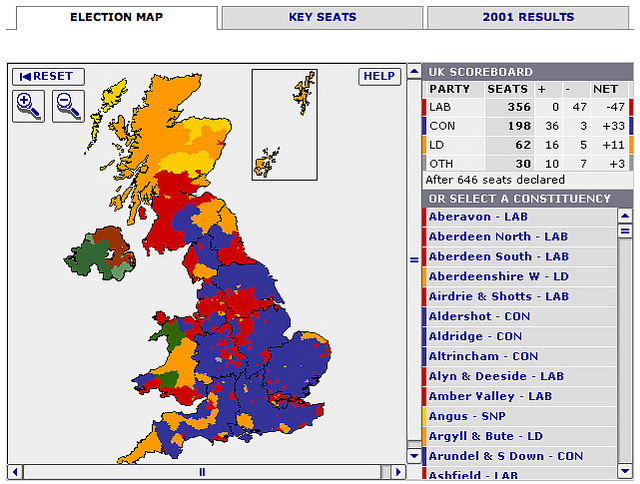 ELECTION MAP
KEY SEATS
2001 RESULTS
RESET
HELP
UK SCOREBOARD
PARTY SEATS + - NET
LAB 356 0 47 -47
CON 198 36 3 +33
LD 62 16 5 +11
OTH 30 10 7 +3
After 646 seats declared
OR SELECT A CONSTITUENCY
Aberavon - LAB
Aberdeen North - LAB
Aberdeen South - LAB
Aberdeenshire W - LD
Airdrie & Shotts - LAB
Aldershot - CON
Aldridge - CON
Altrincham - CON
Alyn & Deeside - LAB
Amber Valley - LAB
Angus - SNP
Argyll & Bute - LD
Arundel & S Down - CON
Ashfield - LAB